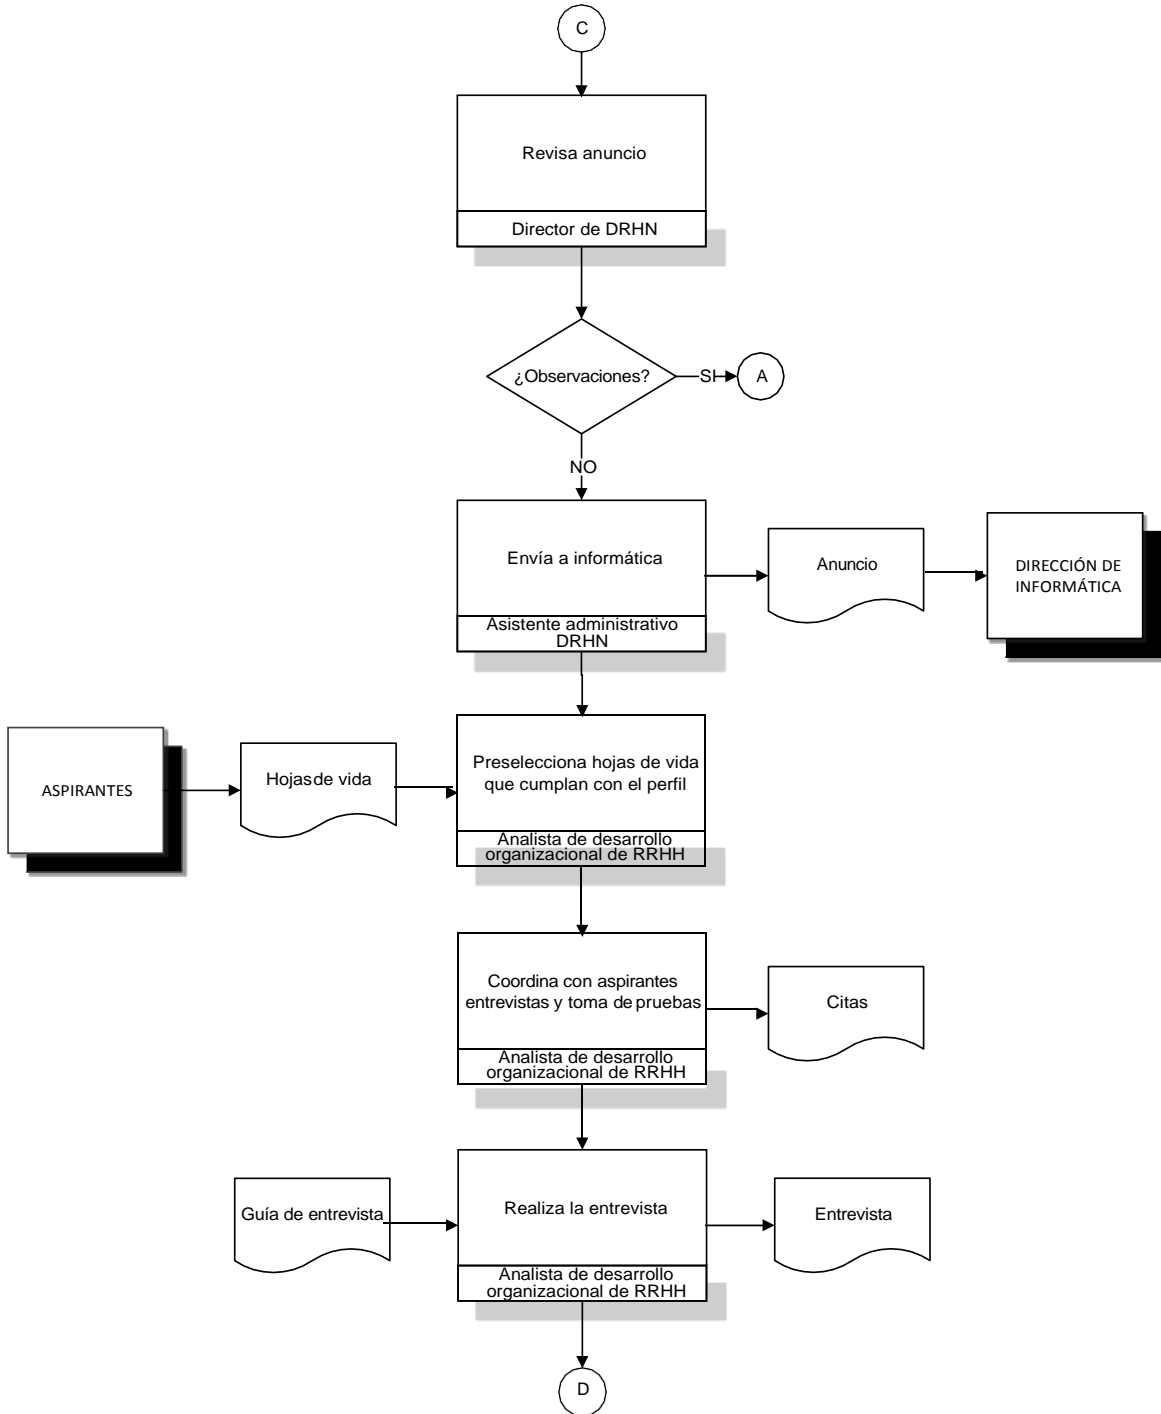 C
Revisa anuncio
Director de DRHN
¿Observaciones?
SI
A
NO
Envía a informática
Asistente administrativo
DRHN
Anuncio
DIRECCIÓN DE
INFORMÁTICA
ASPIRANTES
Hojas de vida
Preselecciona hojas de vida
que cumplan con el perfil
Analista de desarrollo
organizacional de RRHH
Coordina con aspirantes
entrevistas y toma de pruebas
Analista de desarrollo
organizacional de RRHH
Citas
Guía de entrevista
Realiza la entrevista
Analista de desarrollo
organizacional de RRHH
Entrevista
D